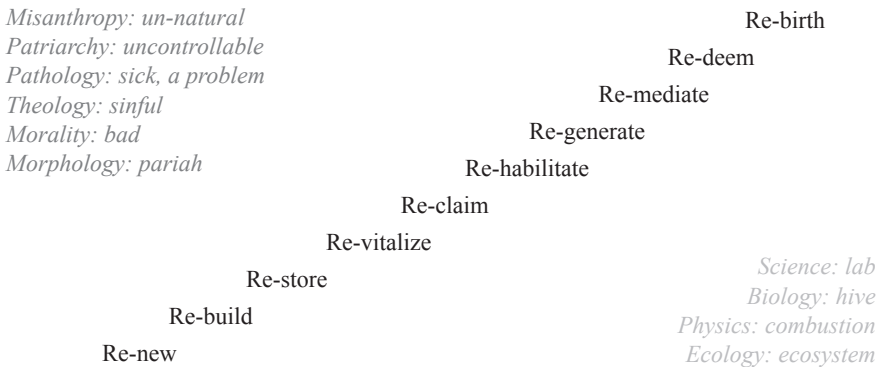 Misanthropy: un-natural
Patriarchy: uncontrollable
Pathology: sick, a problem
Theology: sinful
Morality: bad
Morphology: pariah
Re-birth
Re-deem
Re-mediate
Re-generate
Re-habilitate
Re-claim
Re-vitalize
Re-store
Re-build
Re-new
Science: lab
Biology: hive
Physics: combustion
Ecology: ecosystem